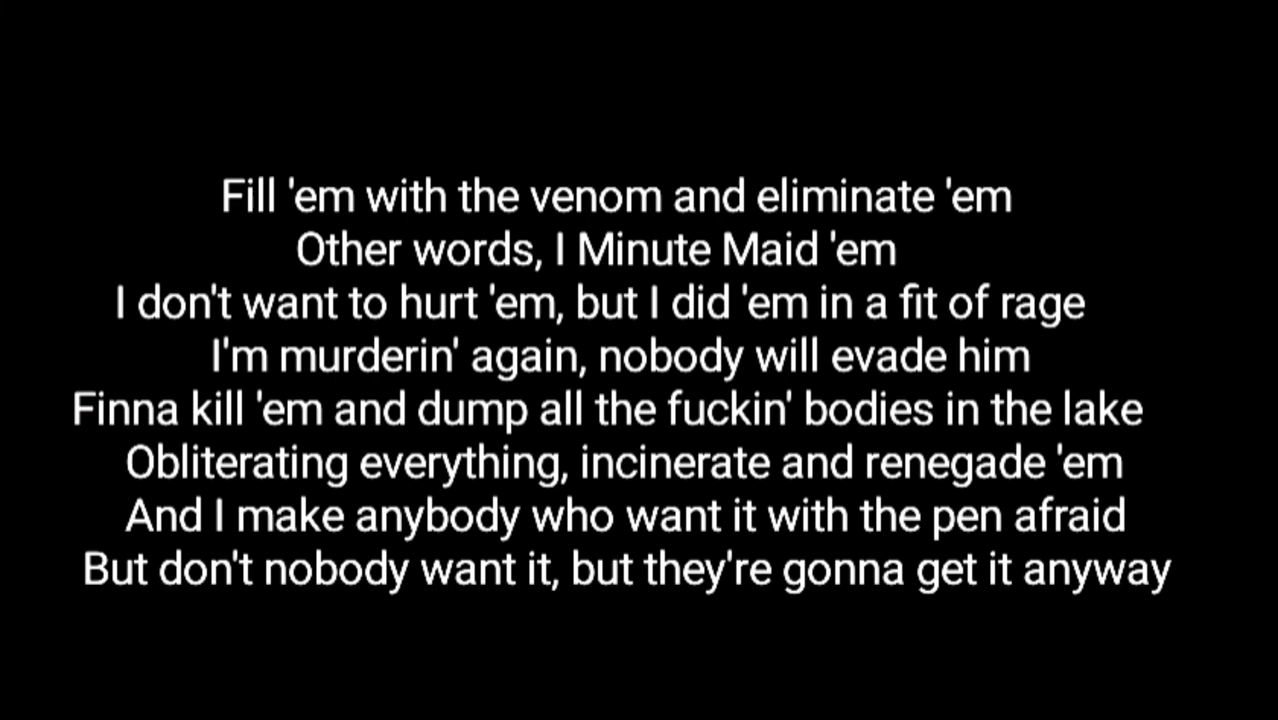 Fill 'em with the venom and eliminate 'em
Other words, I Minute Maid 'em
I don't want to hurt 'em, but I did 'em in a fit of rage
I'm murderin' again, nobody will evade him
Finna kill 'em and dump all the fuckin' bodies in the lake
Obliterating everything, incinerate and renegade 'em
And I make anybody who want it with the pen afraid
But don't nobody want it, but they're gonna get it anyway